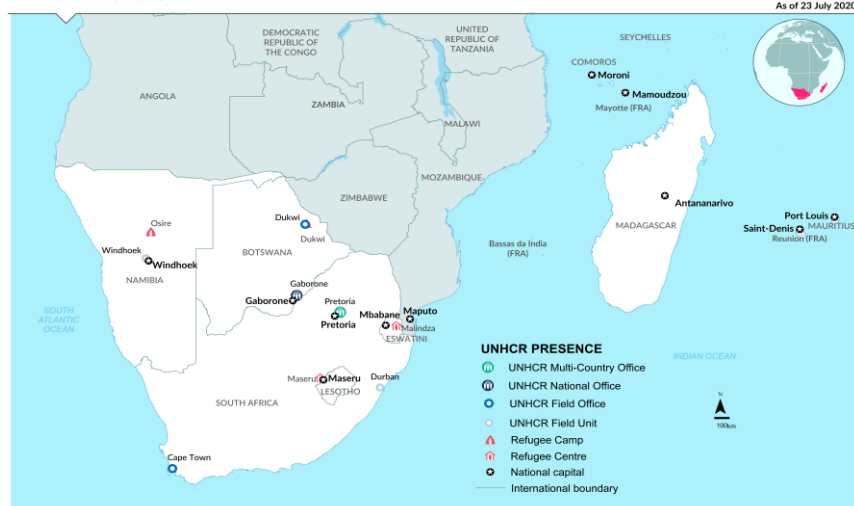 As of 23 July 2020
DEMOCRATIC
REPUBLIC OF
THE CONGO
UNITED
REPUBLIC OF
TANZANIA
SEYCHELLES
COMOROS
Moroni
Mamoudzou
Mayotte (FRA)
ANGOLA
ZAMBIA
MALAWI
MOZAMBIQUE
ZIMBABWE
Antananarivo
MADAGASCAR
Port Louis
MAURITIUS
Saint-Denis
Reunion (FRA)
Bassas da India
(FRA)
Osire
Windhoek
Windhoek
NAMIBIA
Dukwi
Dukwi
BOTSWANA
Gaborone
Gaborone
Pretoria
Pretoria
Mbabane
Maputo
Malindza
ESWATINI
SOUTH
ATLANTIC
OCEAN
Maseru
Maseru
LESOTHO
Durban
SOUTH AFRICA
Cape Town
INDIAN OCEAN
UNHCR PRESENCE
UNHCR Multi-Country Office
UNHCR National Office
UNHCR Field Office
UNHCR Field Unit
Refugee Camp
Refugee Centre
National capital
International boundary
N
100km